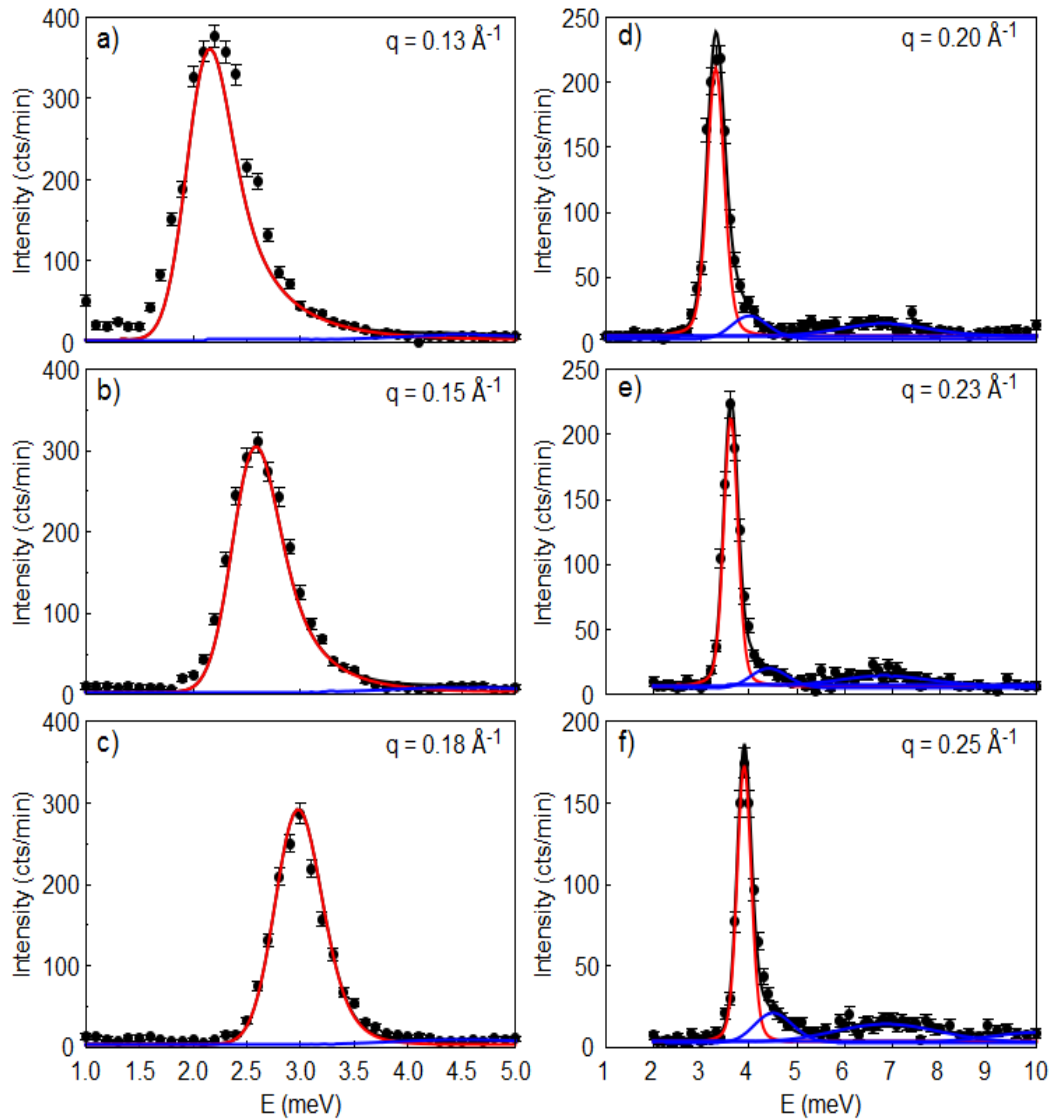 a)
q = 0.13 Å⁻¹
400
300
200
100
0
Intensity (cts/min)
b)
q = 0.15 Å⁻¹
400
300
200
100
0
Intensity (cts/min)
c)
q = 0.18 Å⁻¹
400
300
200
100
0
Intensity (cts/min)
1.0 1.5 2.0 2.5 3.0 3.5 4.0 4.5 5.0
E (meV)
d)
q = 0.20 Å⁻¹
250
200
150
100
50
0
Intensity (cts/min)
e)
q = 0.23 Å⁻¹
250
200
150
100
50
0
Intensity (cts/min)
f)
q = 0.25 Å⁻¹
200
150
100
50
0
Intensity (cts/min)
1 2 3 4 5 6 7 8 9 10
E (meV)